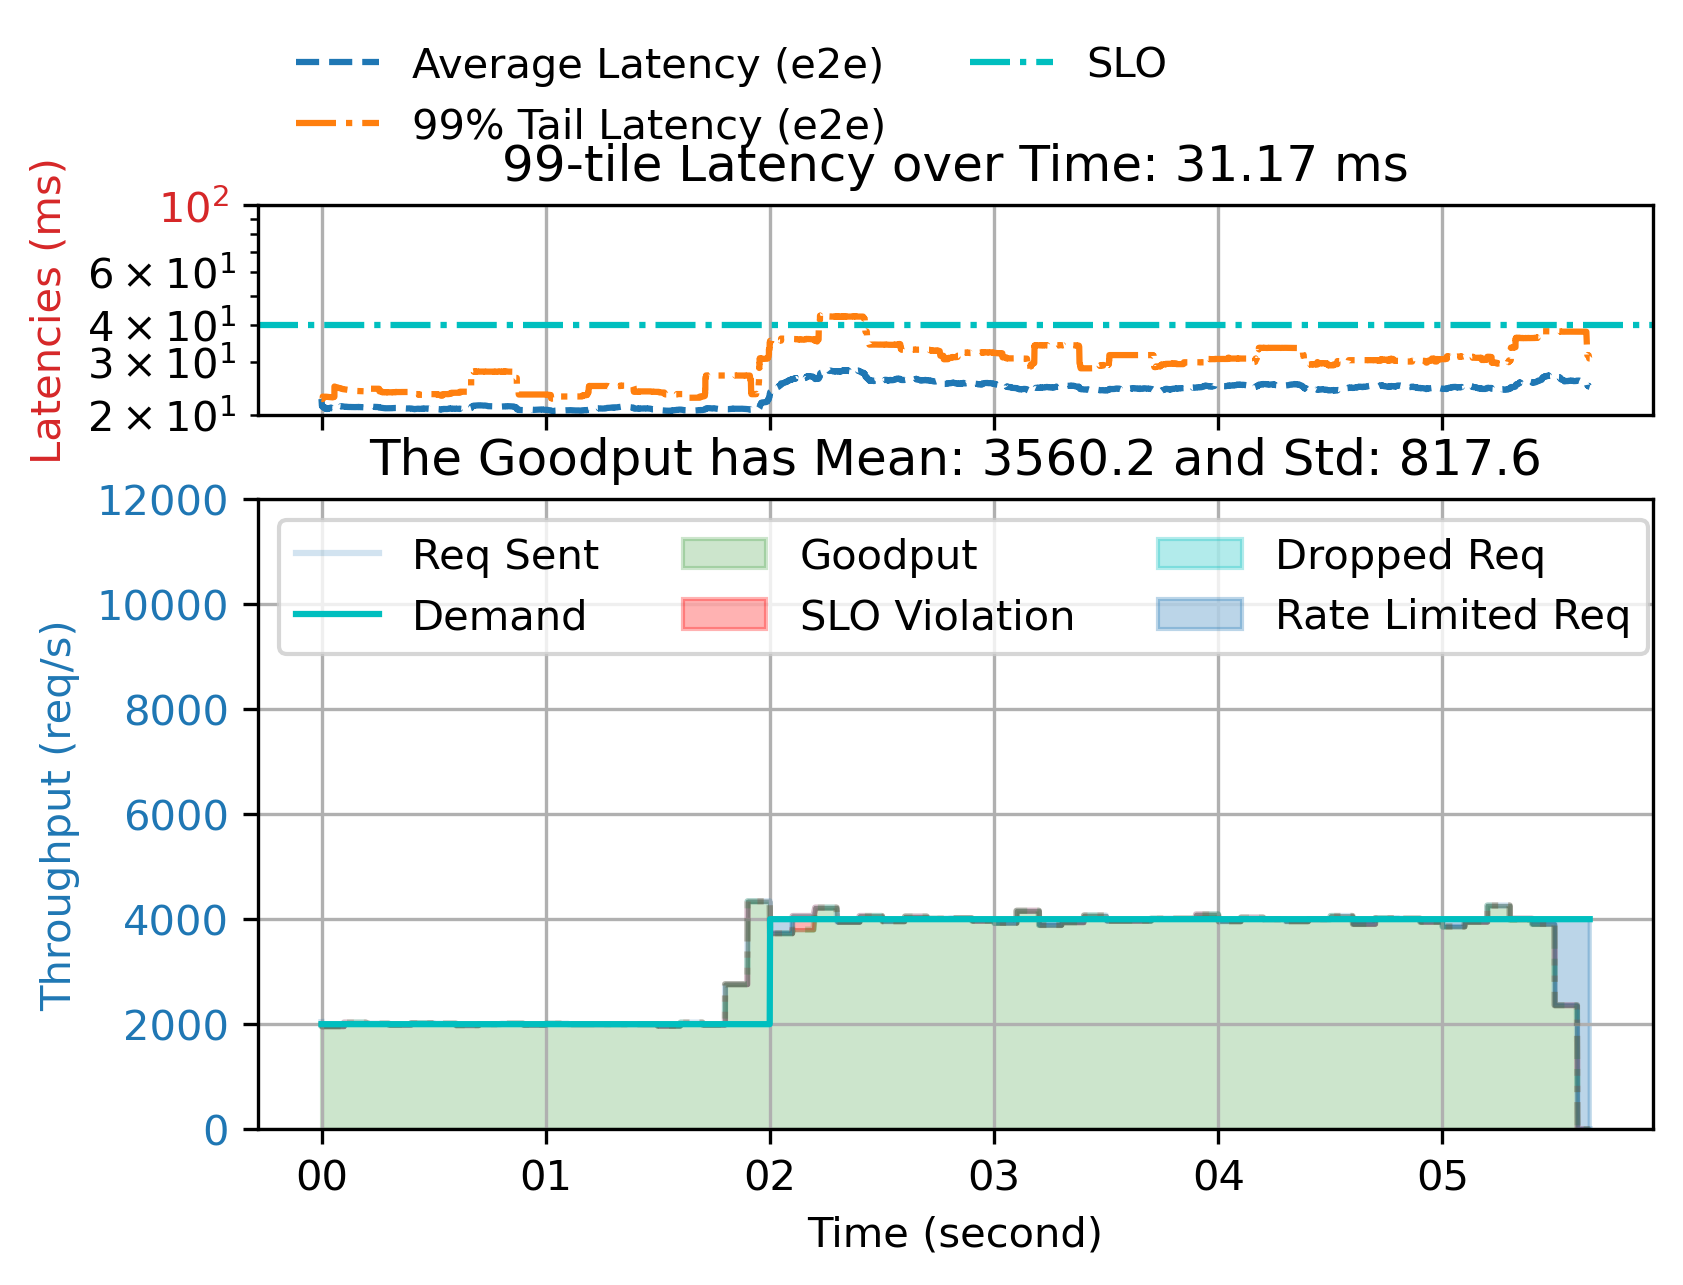 Average Latency (e2e)
SLO
99% Tail Latency (e2e)
99-tile Latency over Time: 31.17 ms
Latencies (ms)
10²
6 × 10¹
4 × 10¹
3 × 10¹
2 × 10¹
The Goodput has Mean: 3560.2 and Std: 817.6
Throughput (req/s)
12000
10000
8000
6000
4000
2000
0
Req Sent
Goodput
Dropped Req
Demand
SLO Violation
Rate Limited Req
00 01 02 03 04 05
Time (second)